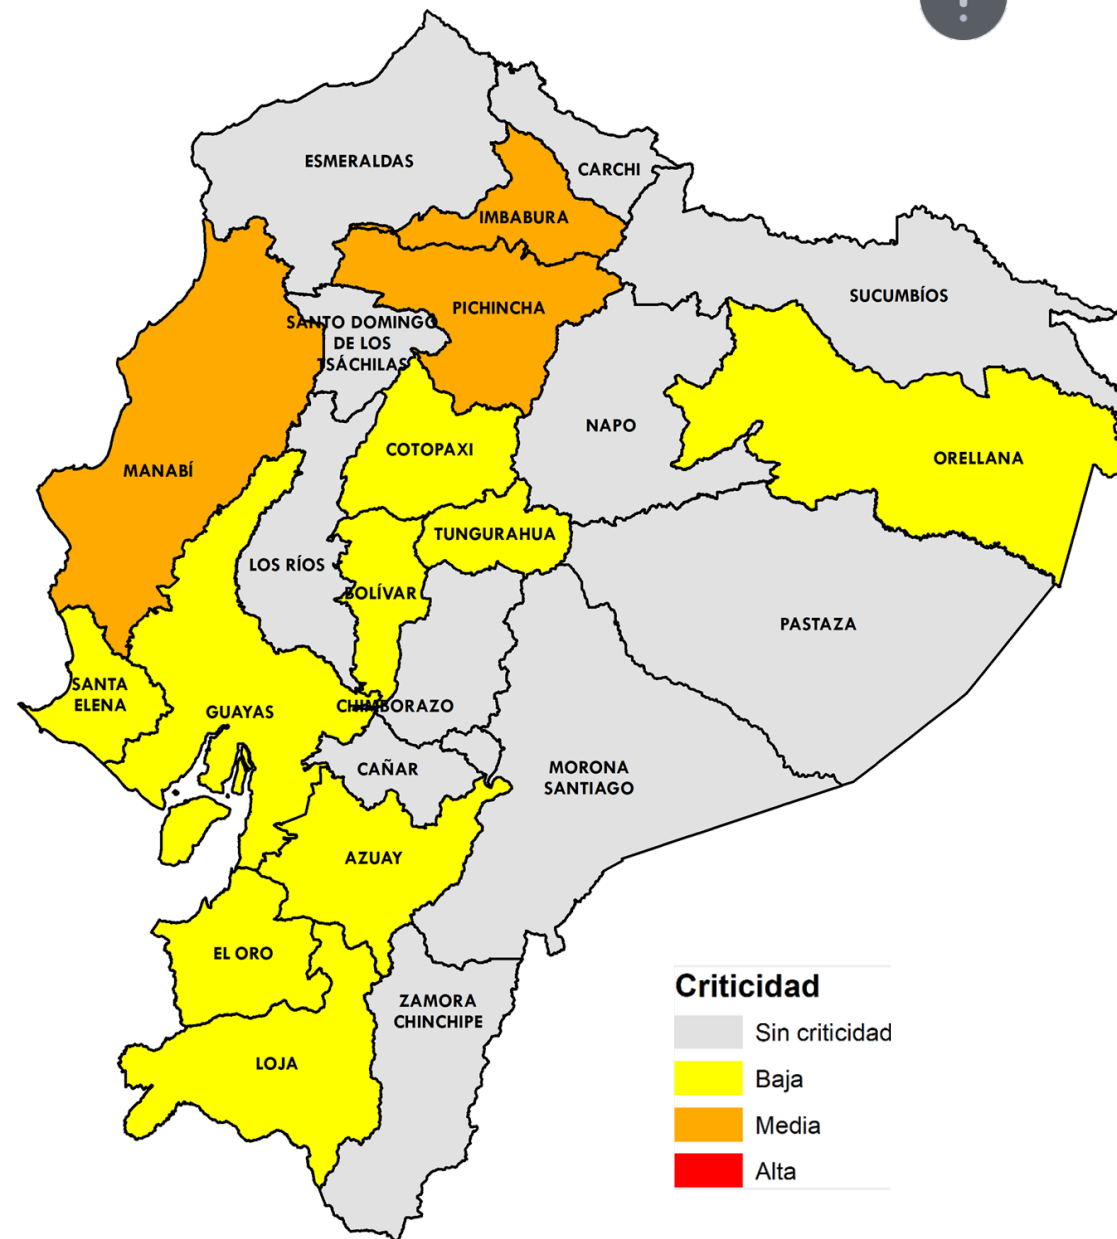 ESMERALDAS
CARCHI
IMBABURA
SUCUMBÍOS
PICHINCHA
SANTO DOMINGO
DE LOS
TSÁCHILAS
NAPO
COTOPAXI
ORELLANA
MANABÍ
TUNGURAHUA
LOS RÍOS
BOLÍVAR
PASTAZA
SANTA
ELENA
GUAYAS
CHIMBORAZO
CAÑAR
MORONA
SANTIAGO
AZUAY
EL ORO
ZAMORA
CHINCHIPE
LOJA
Criticidad
Sin criticidad
Baja
Media
Alta